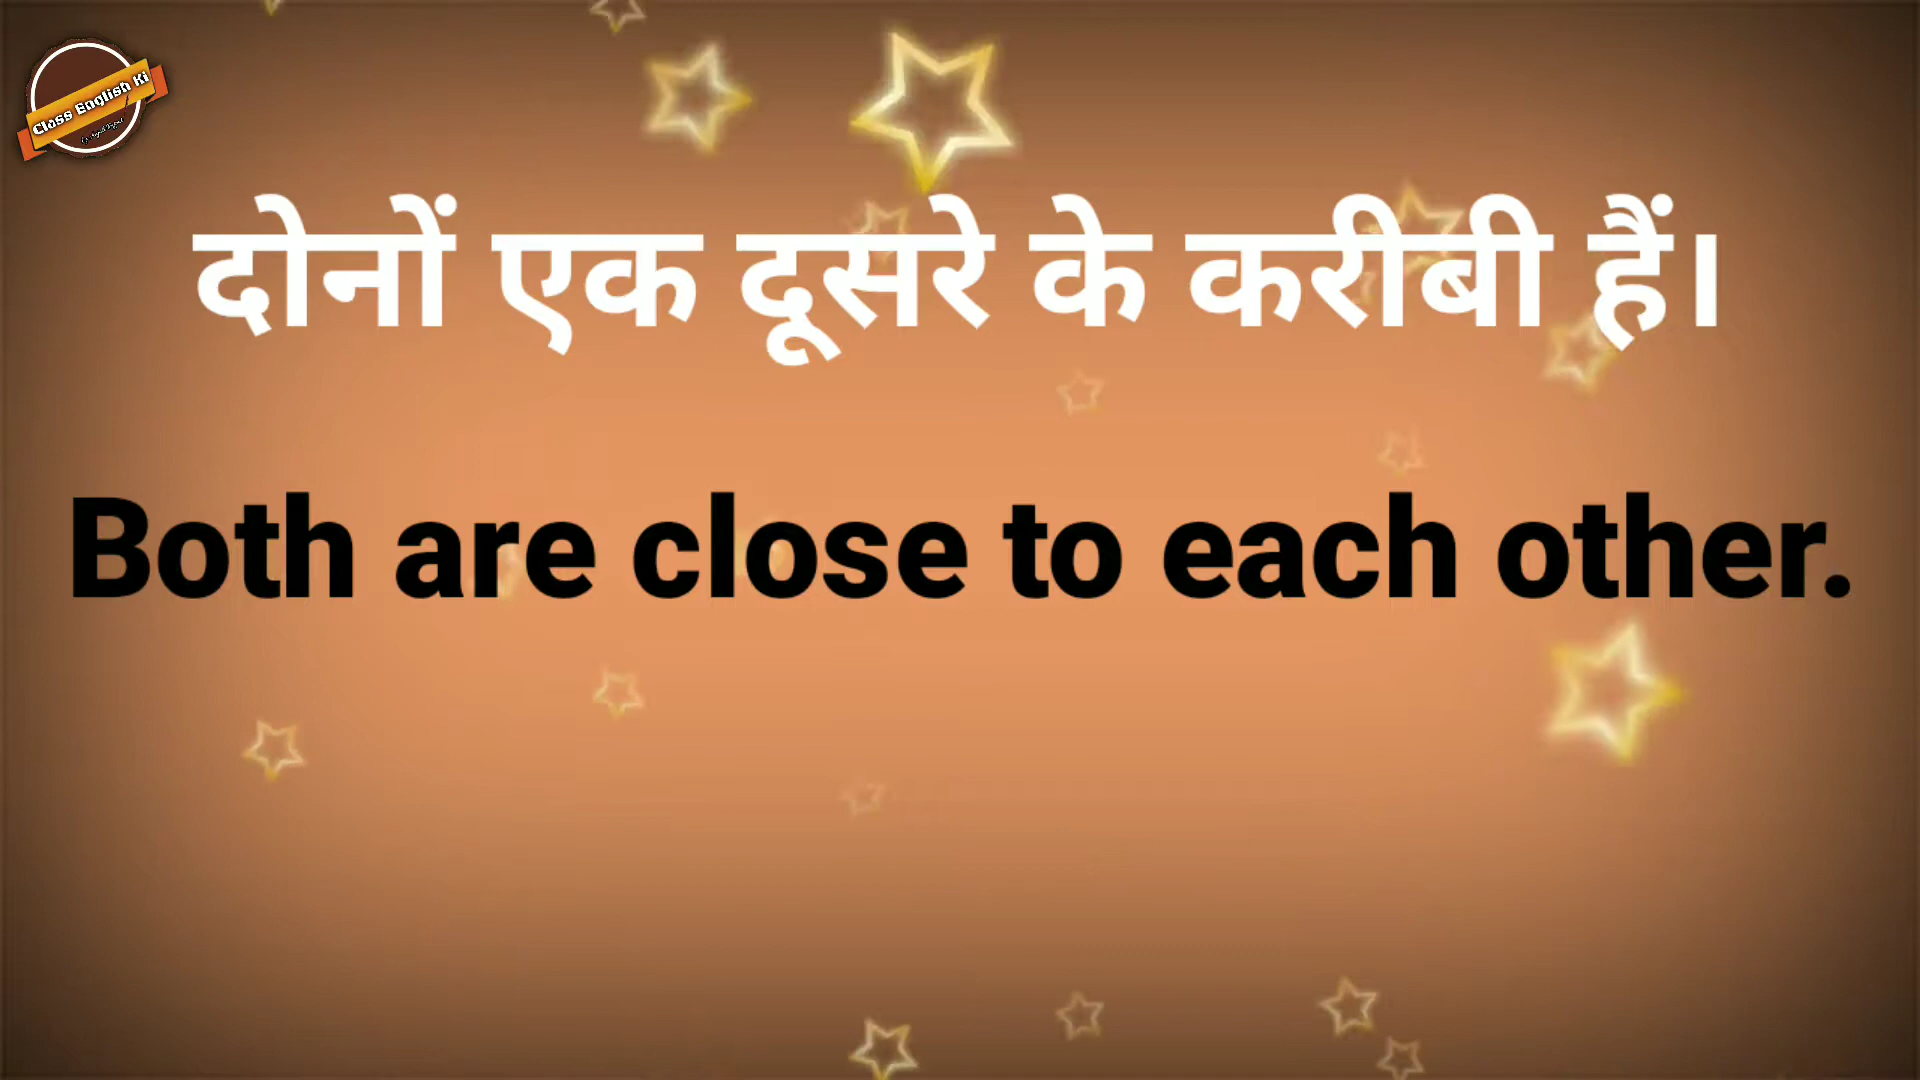 Class English Ki
दोनों एक दूसरे के करीबी हैं।
Both are close to each other.